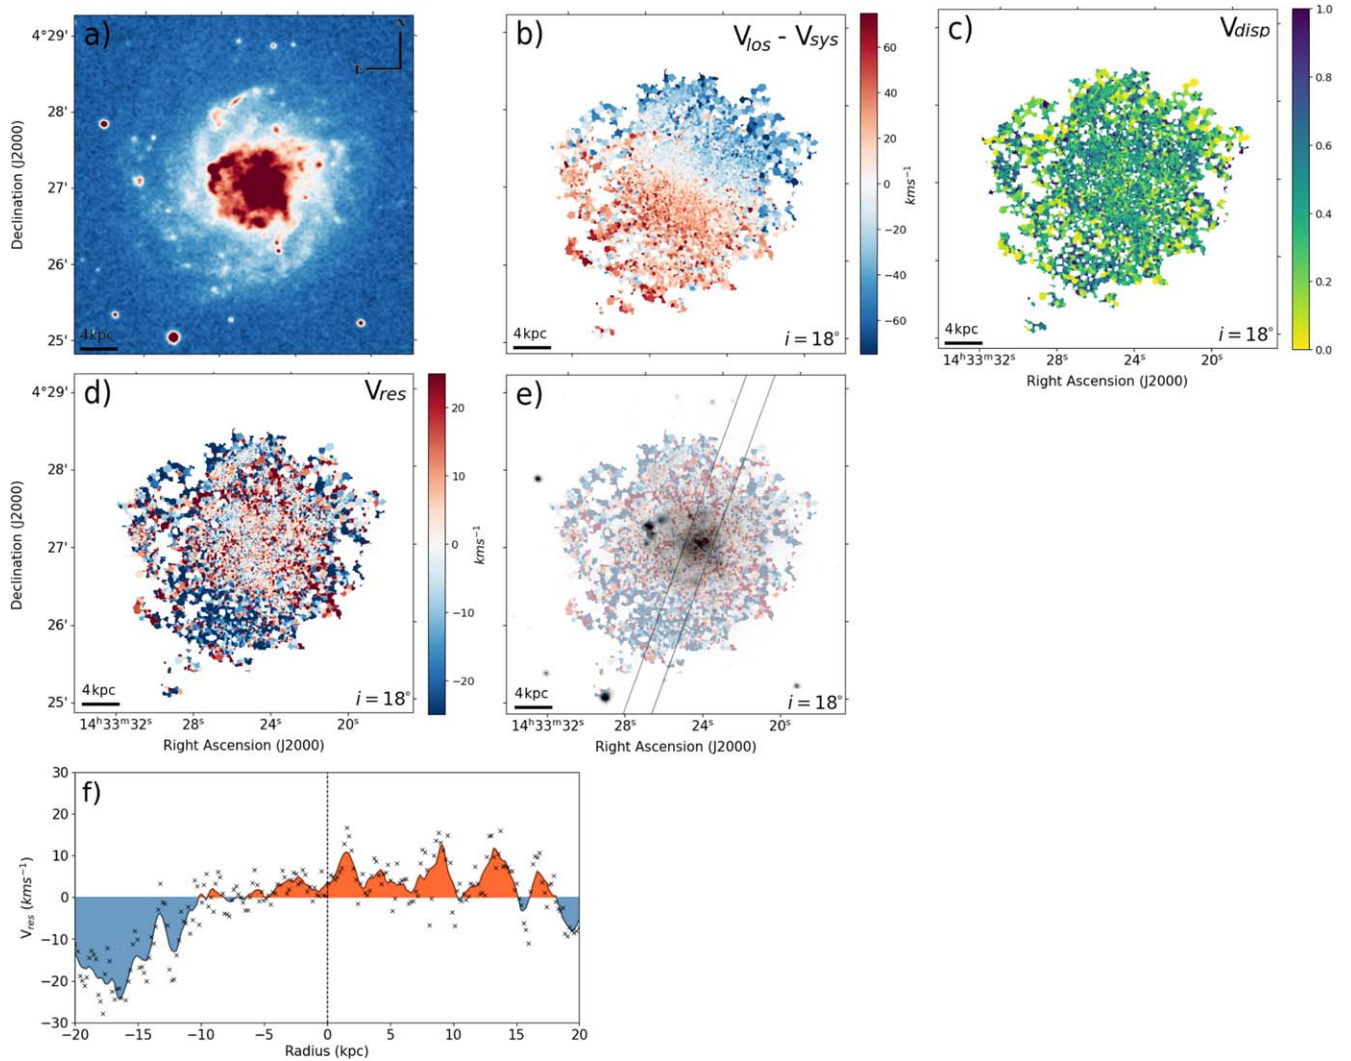 a)
N
E
4°29'
28'
27'
26'
25'
Declination (J2000)
4kpc
b)
V_los - V_sys
4kpc
i = 18°
60
40
20
0
−20
−40
−60
kms⁻¹
c)
V_disp
4kpc
i = 18°
14ʰ33ᵐ32ˢ
28ˢ
24ˢ
20ˢ
Right Ascension (J2000)
1.0
0.8
0.6
0.4
0.2
0.0
d)
V_res
4°29'
28'
27'
26'
25'
Declination (J2000)
4kpc
i = 18°
14ʰ33ᵐ32ˢ
28ˢ
24ˢ
20ˢ
Right Ascension (J2000)
20
10
0
−10
−20
kms⁻¹
e)
4kpc
i = 18°
14ʰ33ᵐ32ˢ
28ˢ
24ˢ
20ˢ
Right Ascension (J2000)
f)
30
20
10
0
−10
−20
−30
V_res (kms⁻¹)
−20
−15
−10
−5
0
5
10
15
20
Radius (kpc)